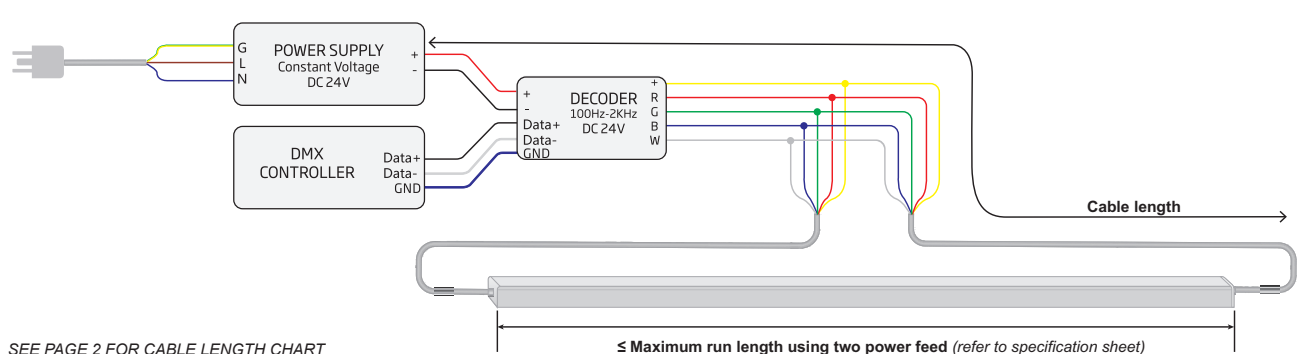 G
L
N
POWER SUPPLY
Constant Voltage
DC 24V
+
-
DMX
CONTROLLER
Data+
Data-
GND
+
-
Data+
Data-
GND
DECODER
100Hz-2KHz
DC 24V
+
R
G
B
W
Cable length
SEE PAGE 2 FOR CABLE LENGTH CHART
≤ Maximum run length using two power feed (refer to specification sheet)